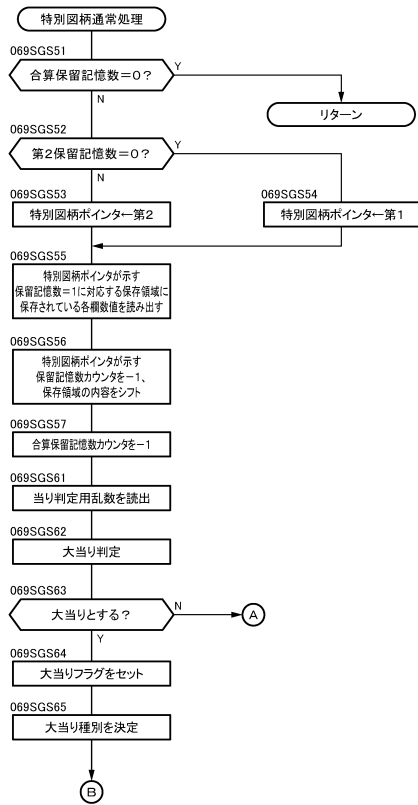 特別図柄通常処理
069SGS51
合算保留記憶数=0?
Y
N
リターン
069SGS52
第2保留記憶数=0?
Y
N
069SGS53
特別図柄ポインタ←第2
069SGS54
特別図柄ポインタ←第1
069SGS55
特別図柄ポインタが示す
保留記憶数=1に対応する保存領域に
保存されている各欄数値を読み出す
069SGS56
特別図柄ポインタが示す
保留記憶数カウンタを-1、
保存領域の内容をシフト
069SGS57
合算保留記憶数カウンタを-1
069SGS61
当り判定用乱数を読出
069SGS62
大当り判定
069SGS63
大当りとする?
N
A
Y
069SGS64
大当りフラグをセット
069SGS65
大当り種別を決定
B